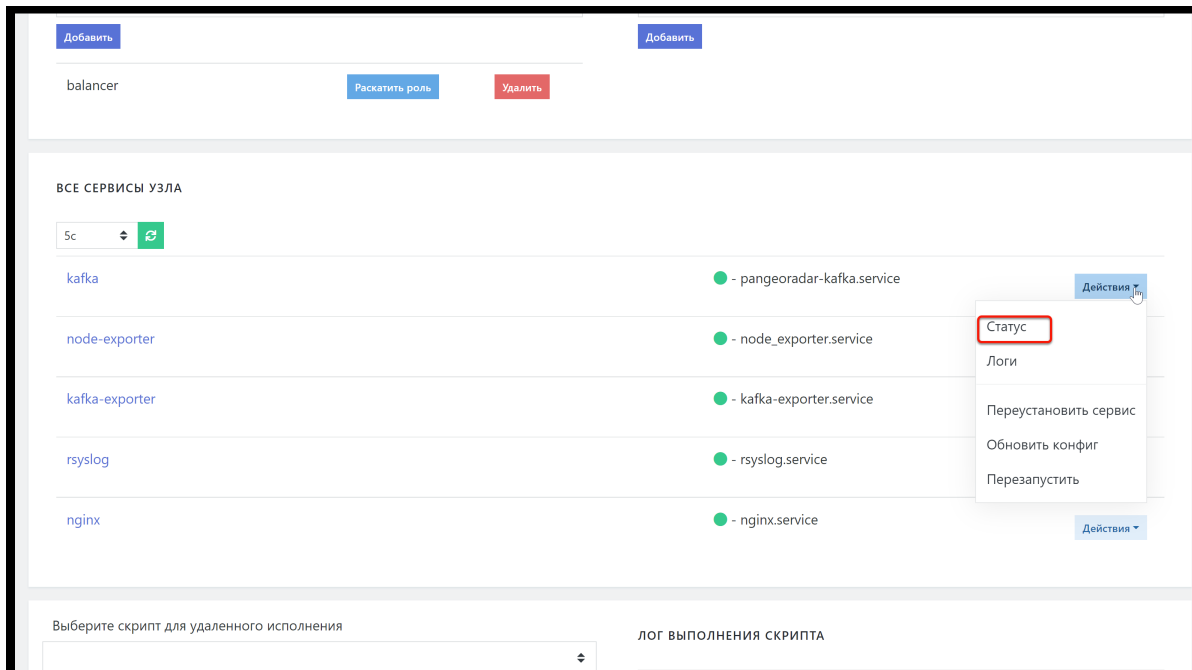 Добавить
Добавить
balancer
Раскатить роль
Удалить
ВСЕ СЕРВИСЫ УЗЛА
5с
kafka
- pangeoradar-kafka.service
Действия
Статус
node-exporter
- node_exporter.service
Логи
kafka-exporter
- kafka-exporter.service
Переустановить сервис
Обновить конфиг
rsyslog
- rsyslog.service
Перезапустить
nginx
- nginx.service
Действия
Выберите скрипт для удаленного исполнения
ЛОГ ВЫПОЛНЕНИЯ СКРИПТА